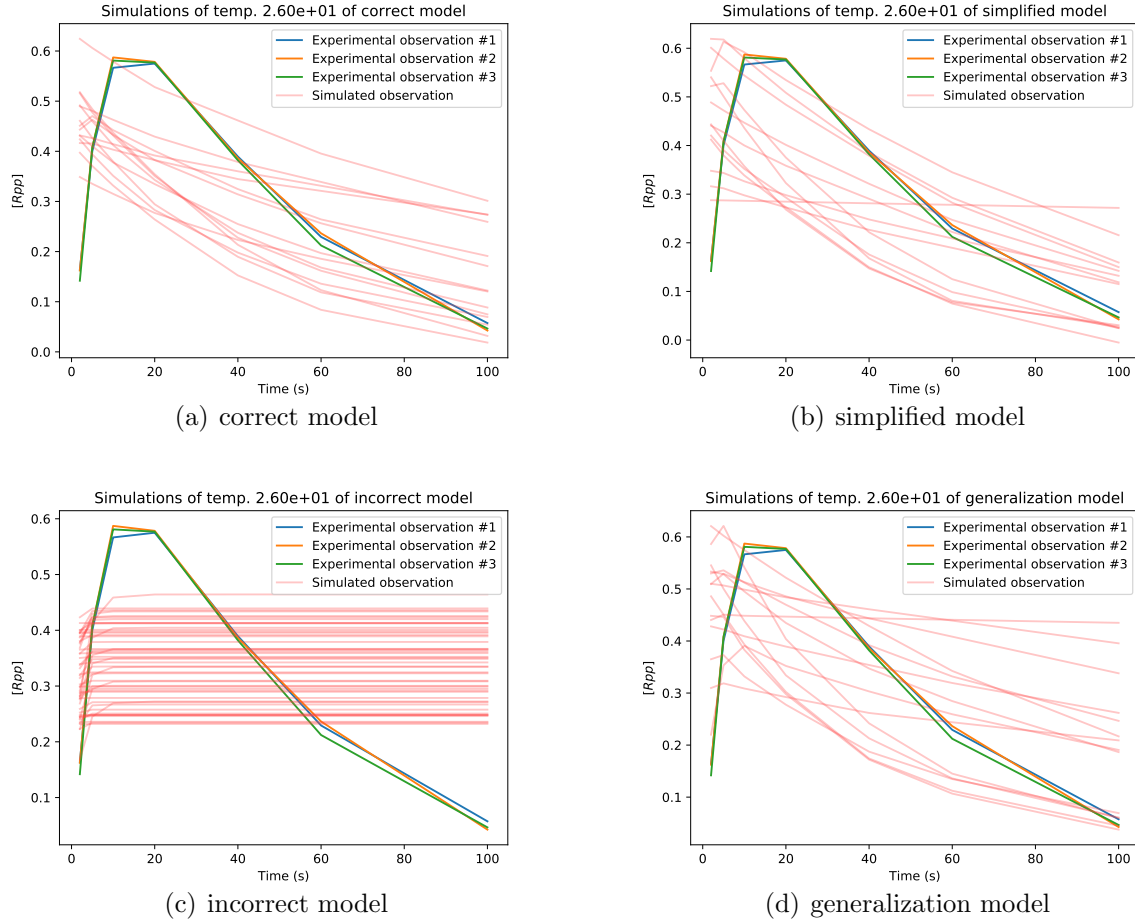 Simulations of temp. 2.60e+01 of correct model
Experimental observation #1
Experimental observation #2
Experimental observation #3
Simulated observation
[Rpp]
0.6
0.5
0.4
0.3
0.2
0.1
0.0
0 20 40 60 80 100
Time (s)
(a) correct model
Simulations of temp. 2.60e+01 of simplified model
Experimental observation #1
Experimental observation #2
Experimental observation #3
Simulated observation
[Rpp]
0.6
0.5
0.4
0.3
0.2
0.1
0.0
0 20 40 60 80 100
Time (s)
(b) simplified model
Simulations of temp. 2.60e+01 of incorrect model
Experimental observation #1
Experimental observation #2
Experimental observation #3
Simulated observation
[Rpp]
0.6
0.5
0.4
0.3
0.2
0.1
0 20 40 60 80 100
Time (s)
(c) incorrect model
Simulations of temp. 2.60e+01 of generalization model
Experimental observation #1
Experimental observation #2
Experimental observation #3
Simulated observation
[Rpp]
0.6
0.5
0.4
0.3
0.2
0.1
0 20 40 60 80 100
Time (s)
(d) generalization model